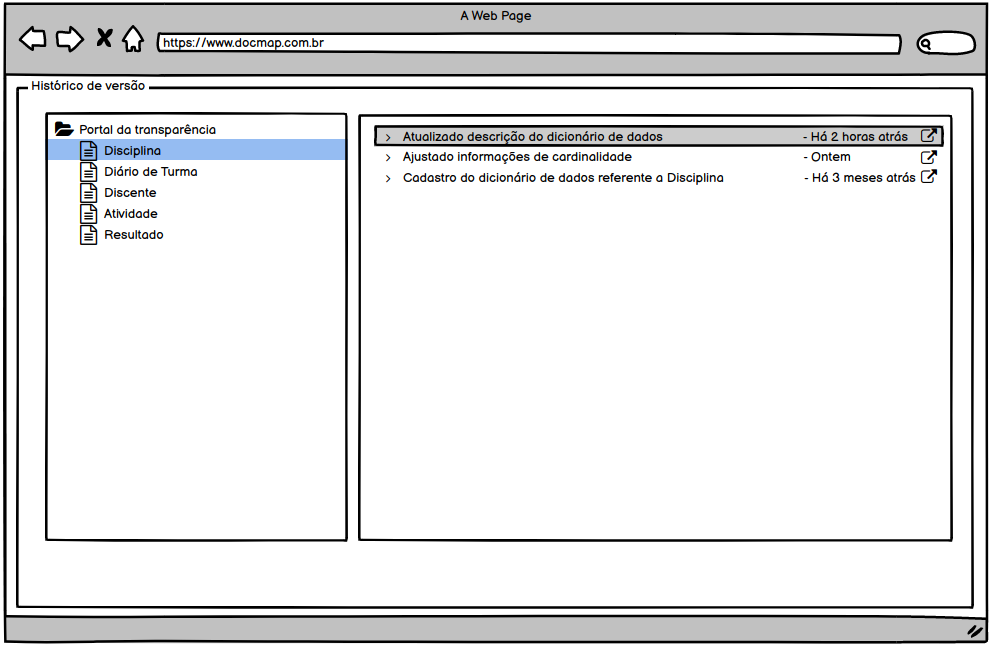 A Web Page
https://www.docmap.com.br
Histórico de versão
Portal da transparência
Disciplina
Diário de Turma
Discente
Atividade
Resultado
Atualizado descrição do dicionário de dados - Há 2 horas atrás
Ajustado informações de cardinalidade - Ontem
Cadastro do dicionário de dados referente a Disciplina - Há 3 meses atrás